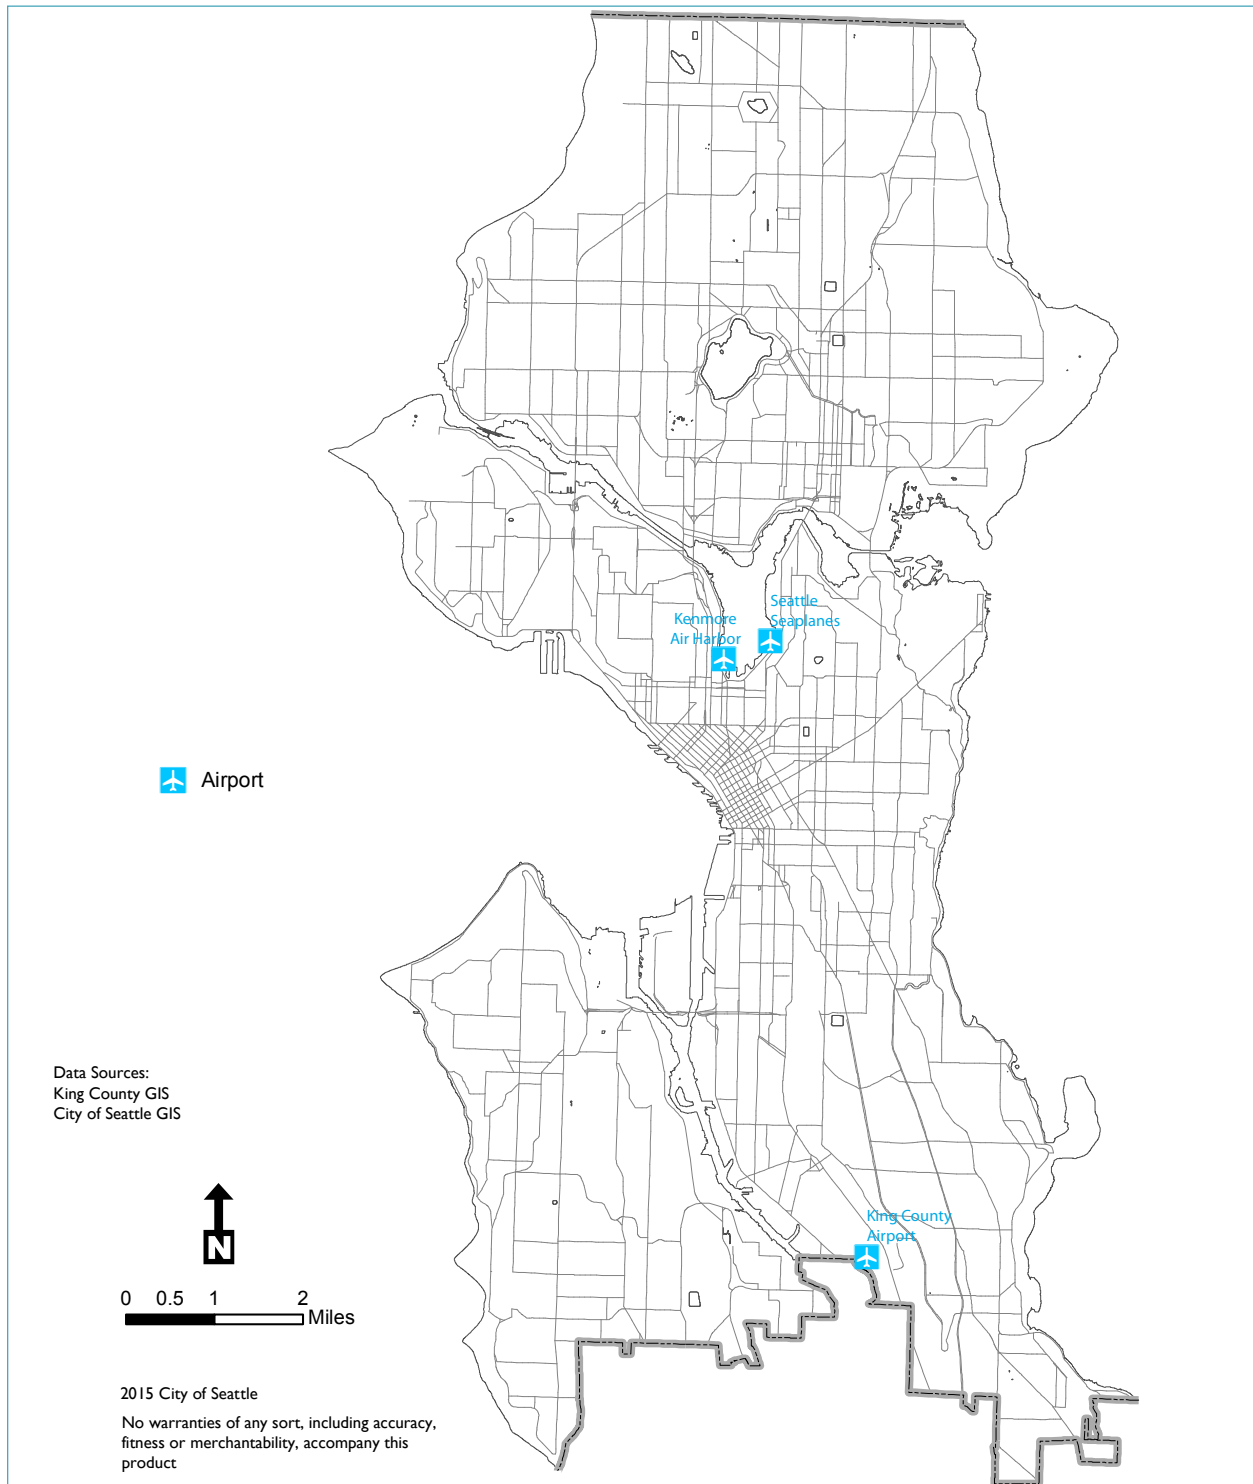 Seattle
Seaplanes
Kenmore
Air Harbor
Airport
Data Sources:
King County GIS
City of Seattle GIS
N
King County
Airport
0 0.5 1 2
Miles
2015 City of Seattle
No warranties of any sort, including accuracy,
fitness or merchantability, accompany this
product